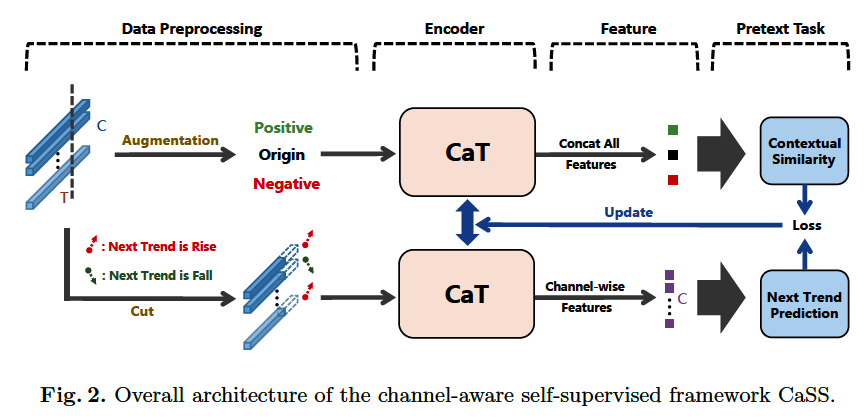 Data Preprocessing
Encoder
Feature
Pretext Task
C
T
Augmentation
Positive
Origin
Negative
CaT
Concat All
Features
Contextual
Similarity
Update
Loss
: Next Trend is Rise
: Next Trend is Fall
Cut
CaT
Channel-wise
Features
C
Next Trend
Prediction
Fig. 2. Overall architecture of the channel-aware self-supervised framework CaSS.